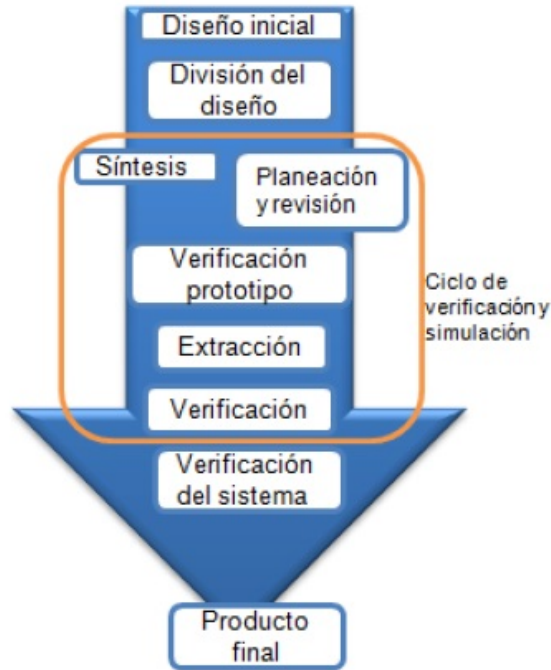 Diseño inicial
División del
diseño
Síntesis
Planeación
y revisión
Verificación
prototipo
Ciclo de
verificación y
simulación
Extracción
Verificación
Verificación
del sistema
Producto
final